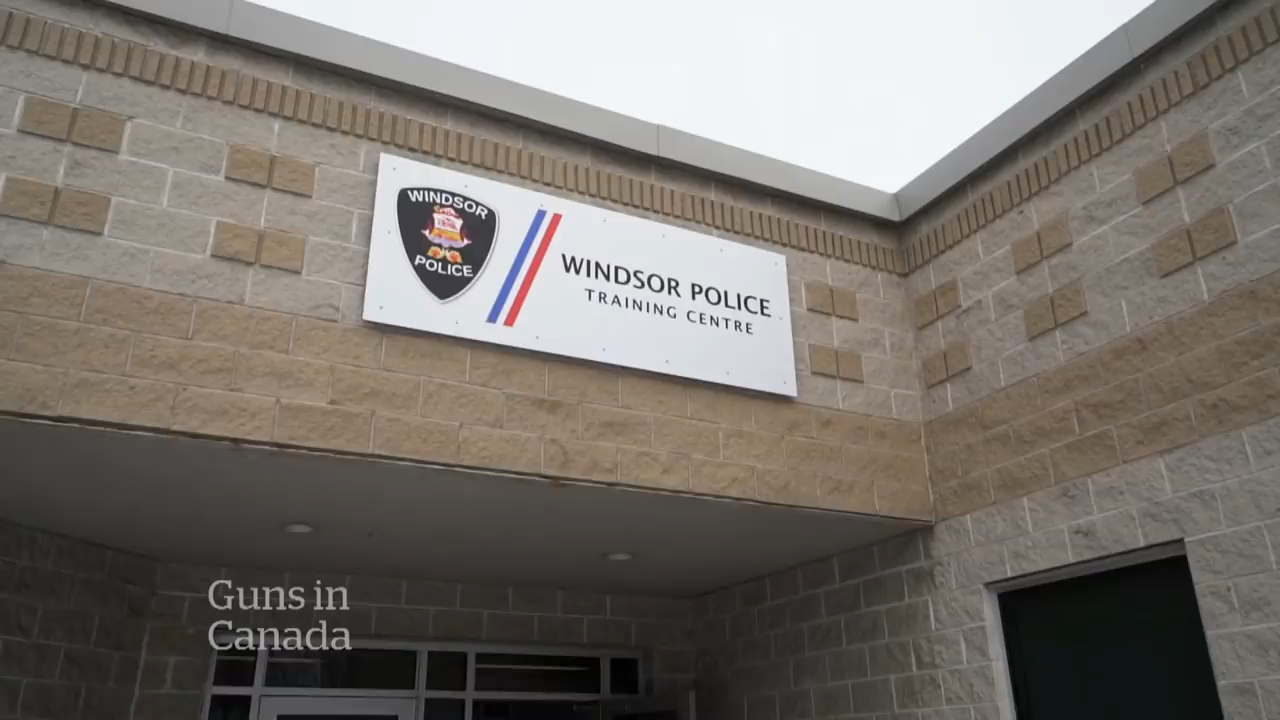 WINDSOR
POLICE
WINDSOR POLICE
TRAINING CENTRE
Guns in
Canada